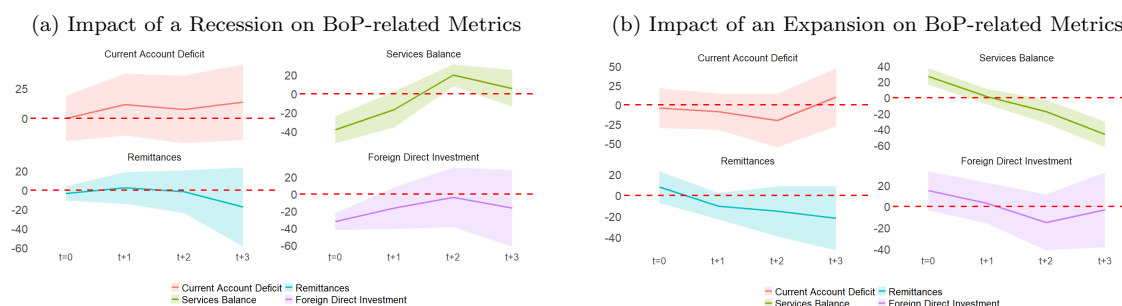 (a) Impact of a Recession on BoP-related Metrics
Current Account Deficit
Services Balance
25
0
20
0
-20
-40
Remittances
Foreign Direct Investment
20
0
-20
-40
-60
20
0
-20
-40
-60
t=0 t+1 t+2 t+3
t=0 t+1 t+2 t+3
Current Account Deficit Remittances
Services Balance Foreign Direct Investment
(b) Impact of an Expansion on BoP-related Metrics
Current Account Deficit
Services Balance
50
25
0
-25
-50
40
20
0
-20
-40
-60
Remittances
Foreign Direct Investment
20
0
-20
-40
20
0
-20
-40
t=0 t+1 t+2 t+3
t=0 t+1 t+2 t+3
Current Account Deficit Remittances
Services Balance Foreign Direct Investment